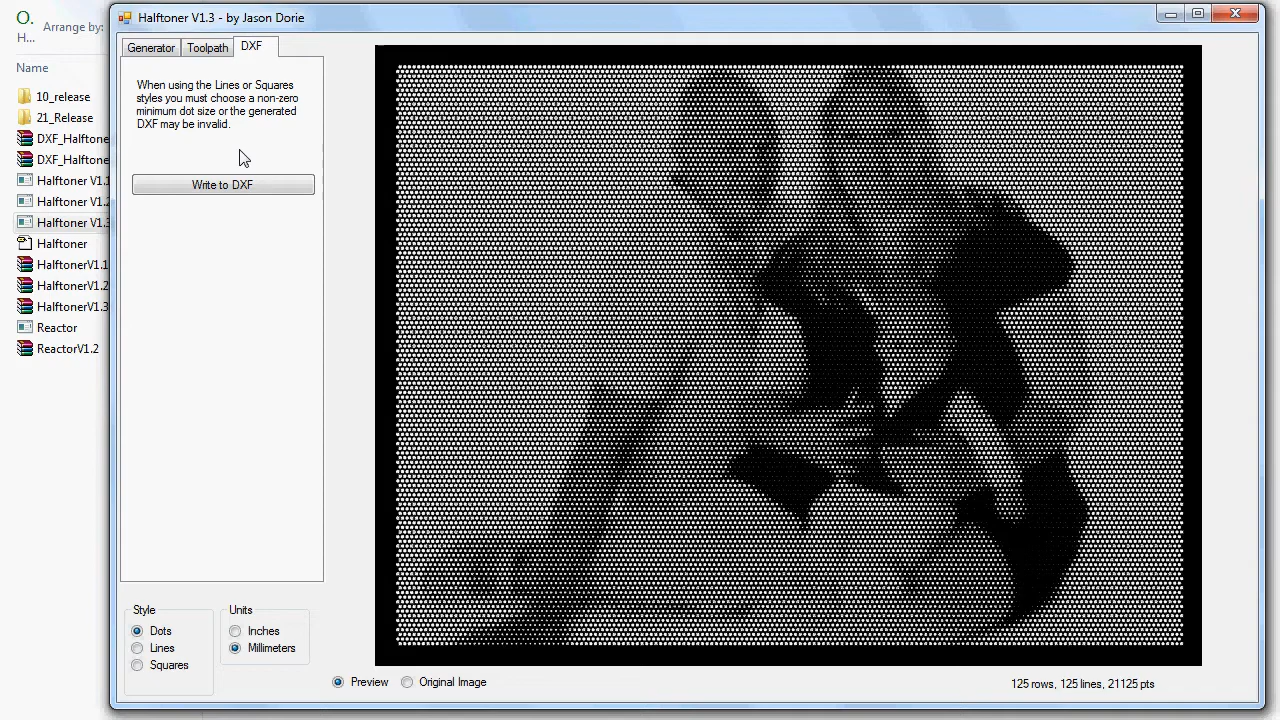 Halftoner V1.3 - by Jason Dorie
O.
H...
Arrange by:
Name
10_release
21_Release
DXF_Halftone
DXF_Halftone
Halftoner V1.1
Halftoner V1.2
Halftoner V1.3
Halftoner
HalftonerV1.1
HalftonerV1.2
HalftonerV1.3
Reactor
ReactorV1.2
Generator
Toolpath
DXF
When using the Lines or Squares
styles you must choose a non-zero
minimum dot size or the generated
DXF may be invalid.
Write to DXF
Style
Dots
Lines
Squares
Units
Inches
Millimeters
Preview
Original Image
125 rows, 125 lines, 21125 pts